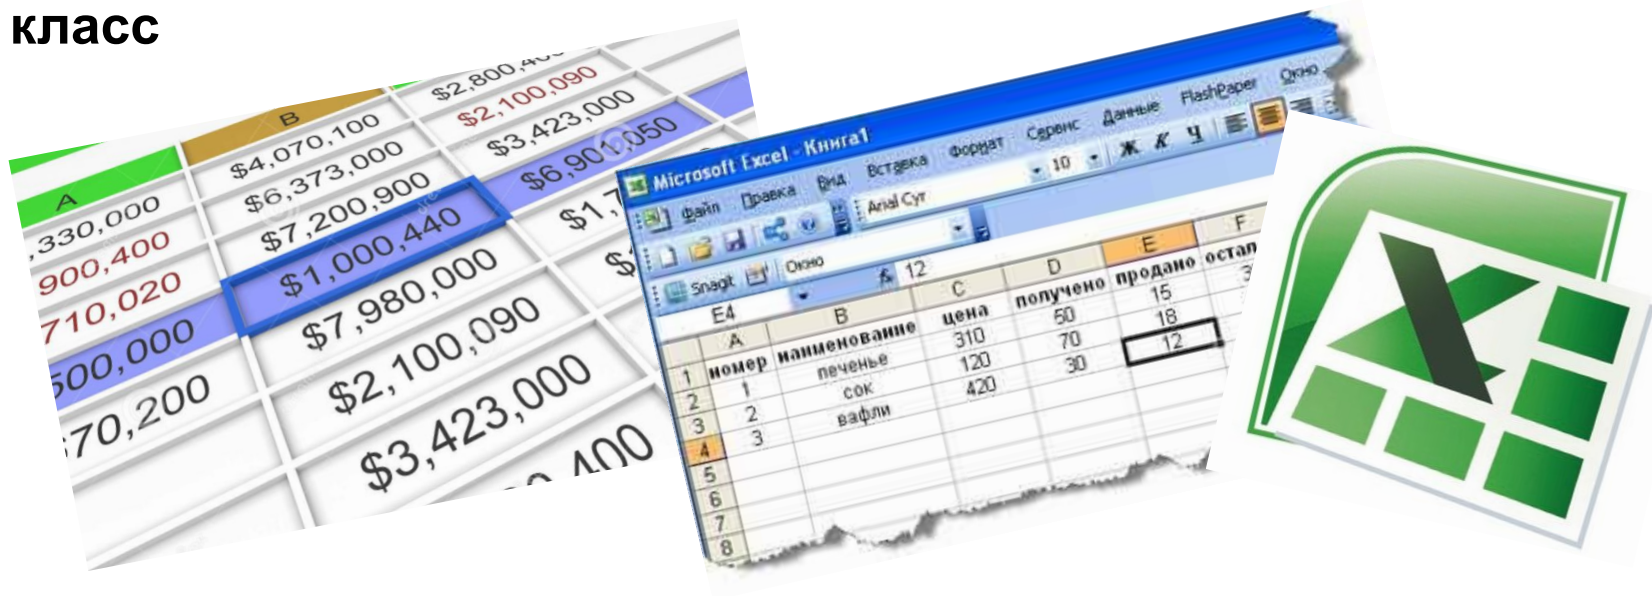 класс
A
B
,330,000
$4,070,100
$2,100,090
900,400
$6,373,000
$3,423,000
710,020
$7,200,900
$6,901,050
500,000
$1,000,440
$7,980,000
70,200
$2,100,090
$3,423,000
Microsoft Excel - Книга1
Файл Правка Вид Вставка Формат Сервис Данные FlashPaper Окно
Arial Cyr 10 Ж К Ч
SnagIt Окно
E4 fx 12
A B C D E F
1 номер наименование цена получено продано остал
2 1 печенье 310 50 15
3 2 сок 120 70 18
4 3 вафли 420 30 12
5
6
7
8